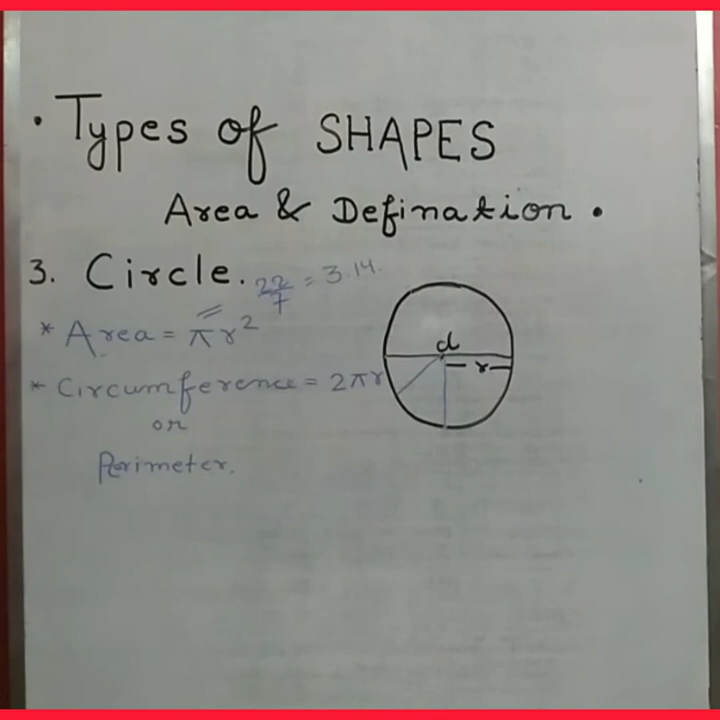 · Types of SHAPES
Area & Defination .
3. Circle. 22/7 = 3.14.
* Area = πr²
* Circumference = 2πr
or
Perimeter.
d
r